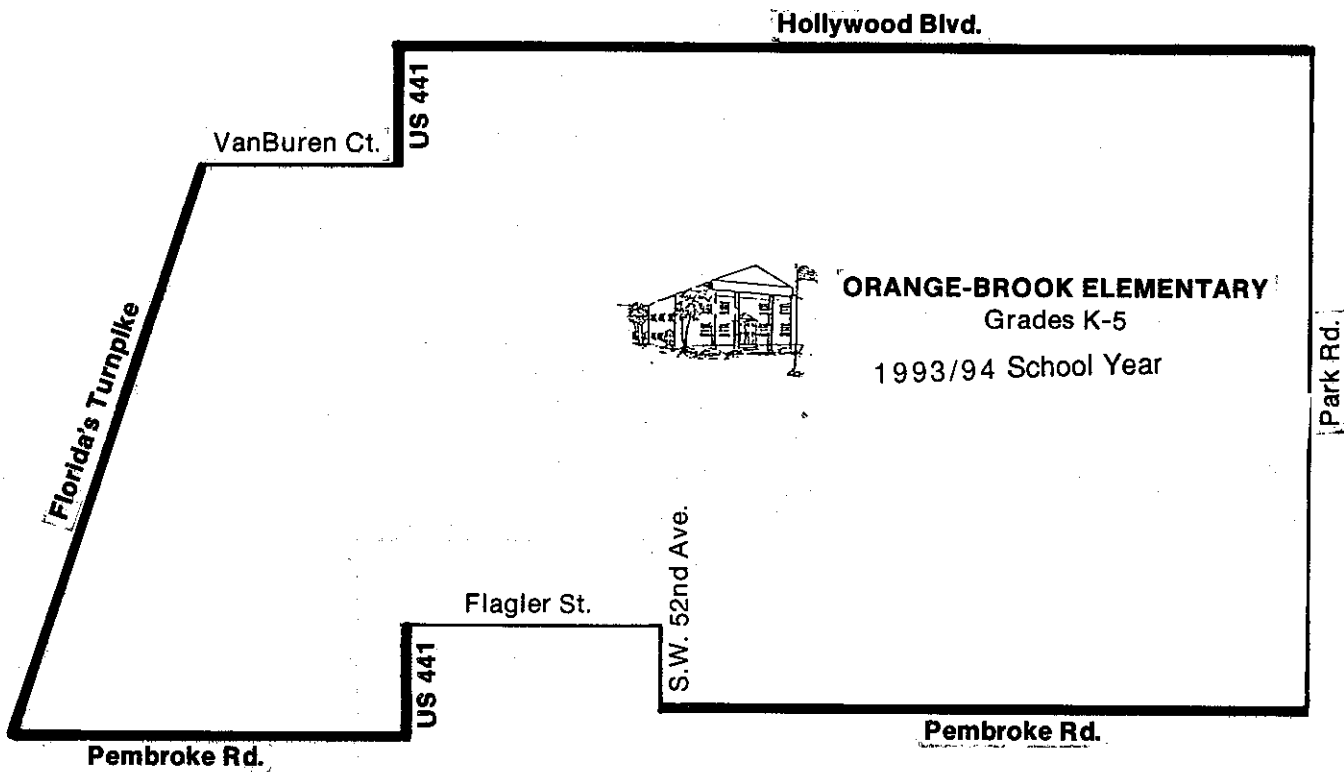 Hollywood Blvd.
US 441
VanBuren Ct.
Florida's Turnpike
ORANGE-BROOK ELEMENTARY
Grades K-5
1993/94 School Year
Park Rd.
S.W. 52nd Ave.
Flagler St.
US 441
Pembroke Rd.
Pembroke Rd.